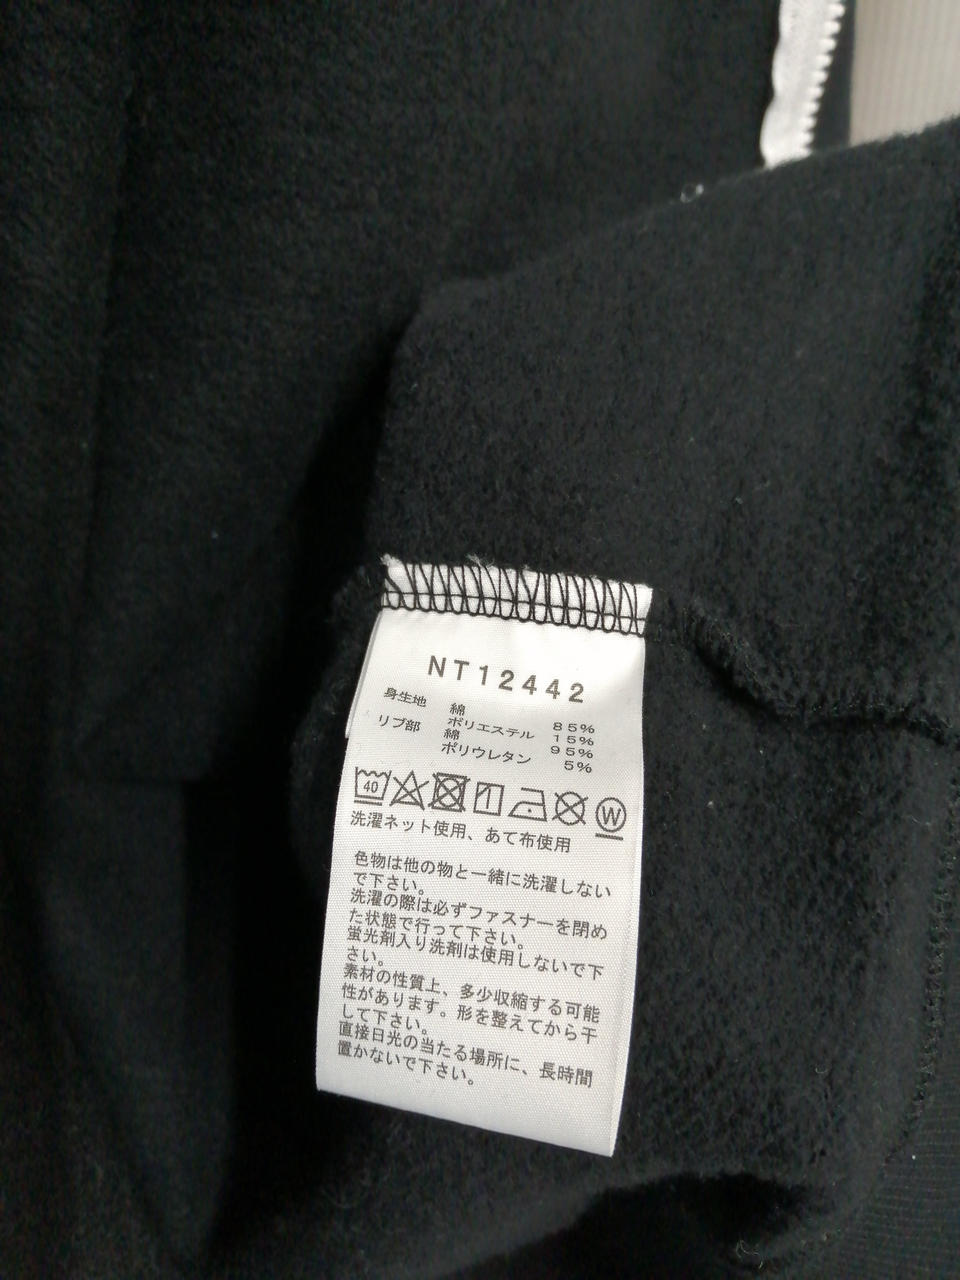 NT12442
身生地 綿 85%
ポリエステル 15%
リブ部 綿 95%
ポリウレタン 5%
40 W
洗濯ネット使用、あて布使用
色物は他の物と一緒に洗濯しない
で下さい。
洗濯の際は必ずファスナーを閉め
た状態で行って下さい。
蛍光剤入り洗剤は使用しないで下
さい。
素材の性質上、多少収縮する可能
性があります。形を整えてから干
して下さい。
直接日光の当たる場所に、長時間
置かないで下さい。